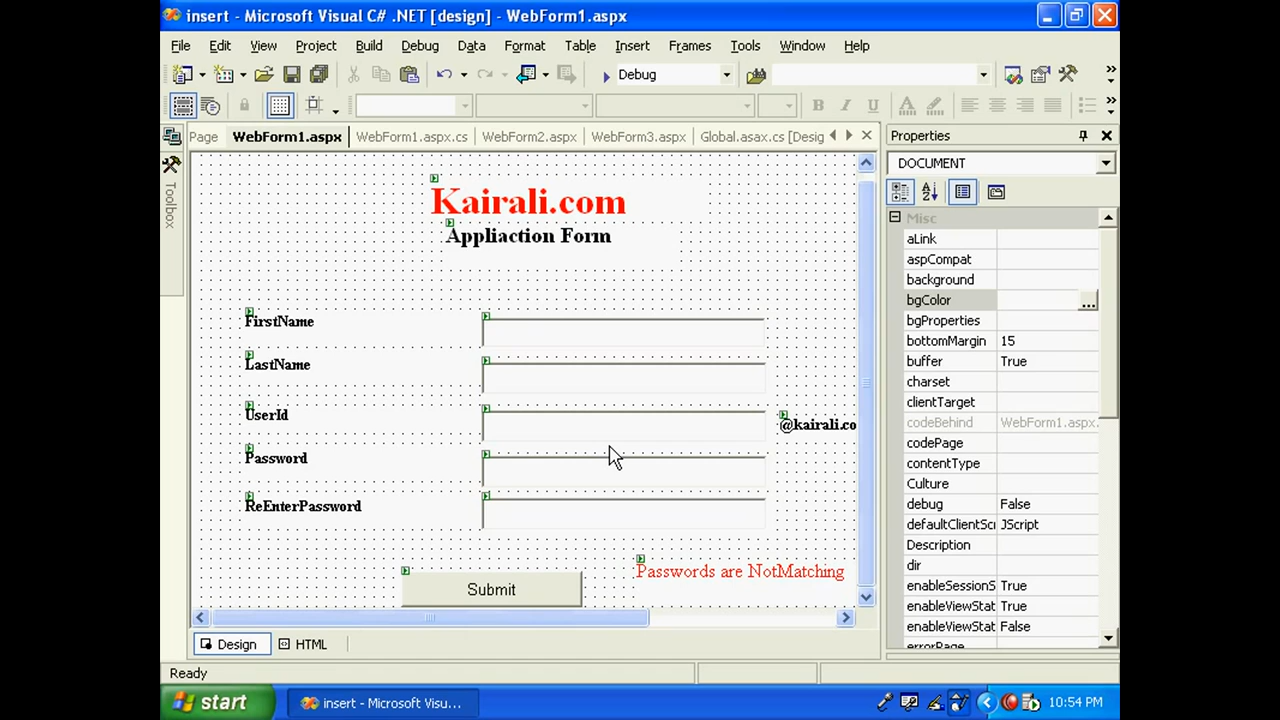 insert - Microsoft Visual C# .NET [design] - WebForm1.aspx
File Edit View Project Build Debug Data Format Table Insert Frames Tools Window Help
Debug
B I U A
Page WebForm1.aspx WebForm1.aspx.cs WebForm2.aspx WebForm3.aspx Global.asax.cs [Desig
Toolbox
Kairali.com
Appliaction Form
FirstName
LastName
UserId
@kairali.co
Password
ReEnterPassword
Passwords are NotMatching
Submit
Design HTML
Properties
DOCUMENT
Misc
aLink
aspCompat
background
bgColor ...
bgProperties
bottomMargin 15
buffer True
charset
clientTarget
codeBehind WebForm1.aspx.
codePage
contentType
Culture
debug False
defaultClientScr JScript
Description
dir
enableSessionS True
enableViewStat True
enableViewStat False
errorPage
Ready
start insert - Microsoft Visu... 10:54 PM